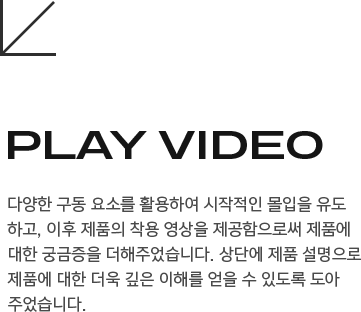 PLAY VIDEO
다양한 구동 요소를 활용하여 시작적인 몰입을 유도
하고, 이후 제품의 착용 영상을 제공함으로써 제품에
대한 궁금증을 더해주었습니다. 상단에 제품 설명으로
제품에 대한 더욱 깊은 이해를 얻을 수 있도록 도아
주었습니다.